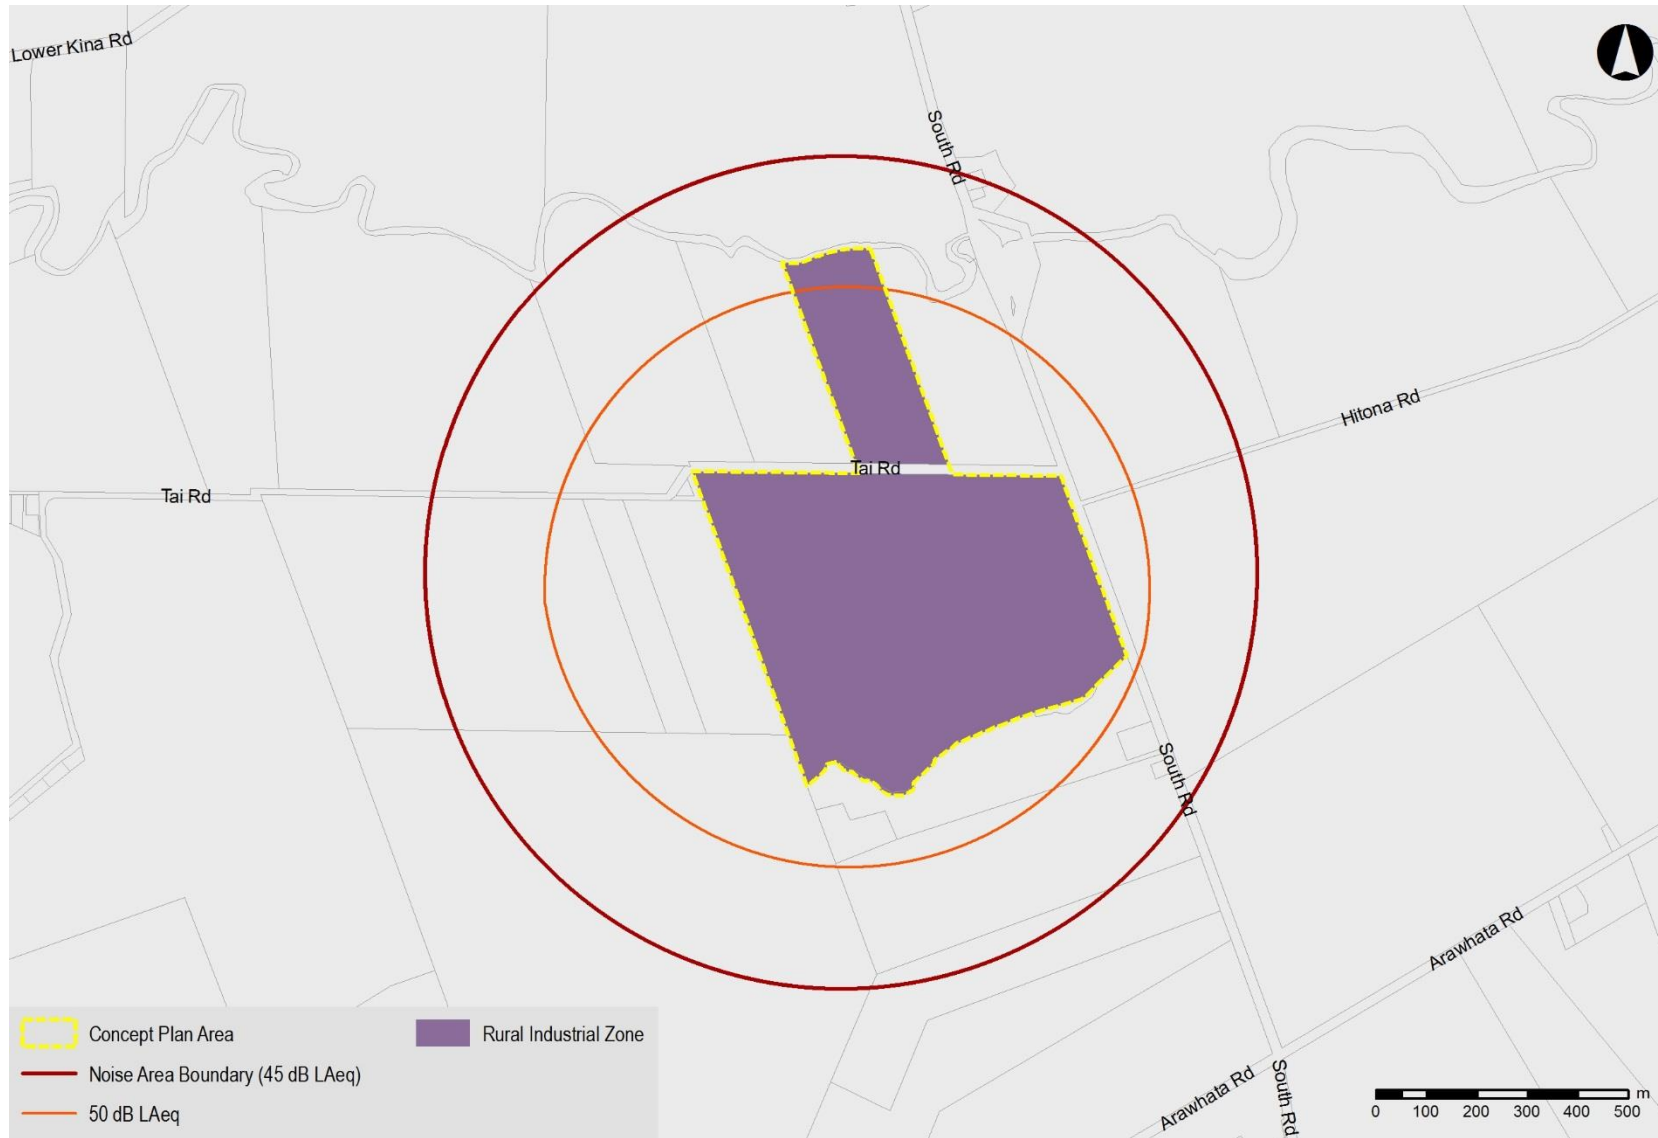 Lower Kina Rd
South Rd
Hitona Rd
Tai Rd
Tai Rd
South Rd
Arawhata Rd
Arawhata Rd
South Rd
Concept Plan Area
Rural Industrial Zone
Noise Area Boundary (45 dB LAeq)
50 dB LAeq
m
0 100 200 300 400 500